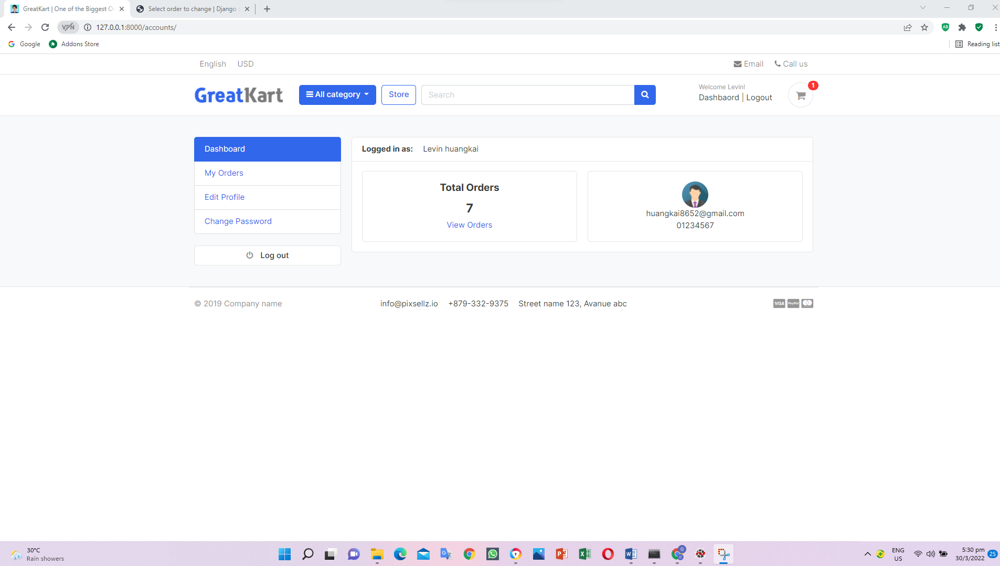 GreatKart | One of the Biggest O
Select order to change | Django s
VPN
127.0.0.1:8000/accounts/
Google
Addons Store
Reading list
English
USD
Email
Call us
GreatKart
All category
Store
Search
Welcome Levin!
Dashbaord | Logout
1
Dashboard
My Orders
Edit Profile
Change Password
Log out
Logged in as: Levin huangkai
Total Orders
7
View Orders
huangkai8652@gmail.com
01234567
© 2019 Company name
info@pixsellz.io
+879-332-9375
Street name 123, Avanue abc
VISA
PayPal
30°C
Rain showers
ENG
US
5:30 pm
30/3/2022
25